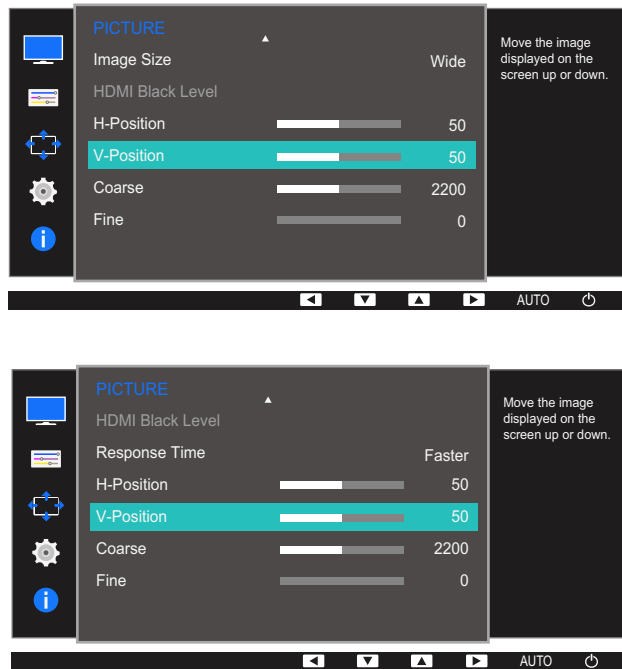 PICTURE
Image Size Wide
HDMI Black Level
H-Position 50
V-Position 50
Coarse 2200
Fine 0
Move the image
displayed on the
screen up or down.
AUTO
PICTURE
HDMI Black Level
Response Time Faster
H-Position 50
V-Position 50
Coarse 2200
Fine 0
Move the image
displayed on the
screen up or down.
AUTO